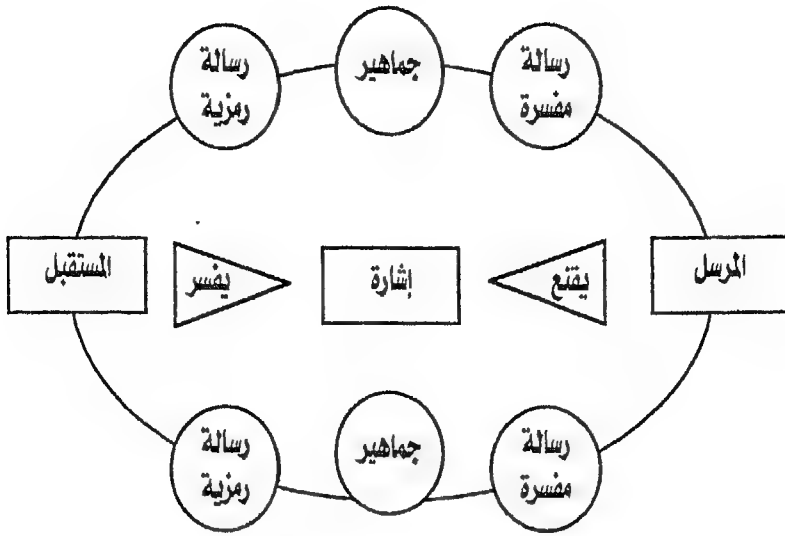 رسالة
مفسرة
جماهير
رسالة
رمزية
المرسل
يقنع
إشارة
يفسر
المستقبل
رسالة
مفسرة
جماهير
رسالة
رمزية